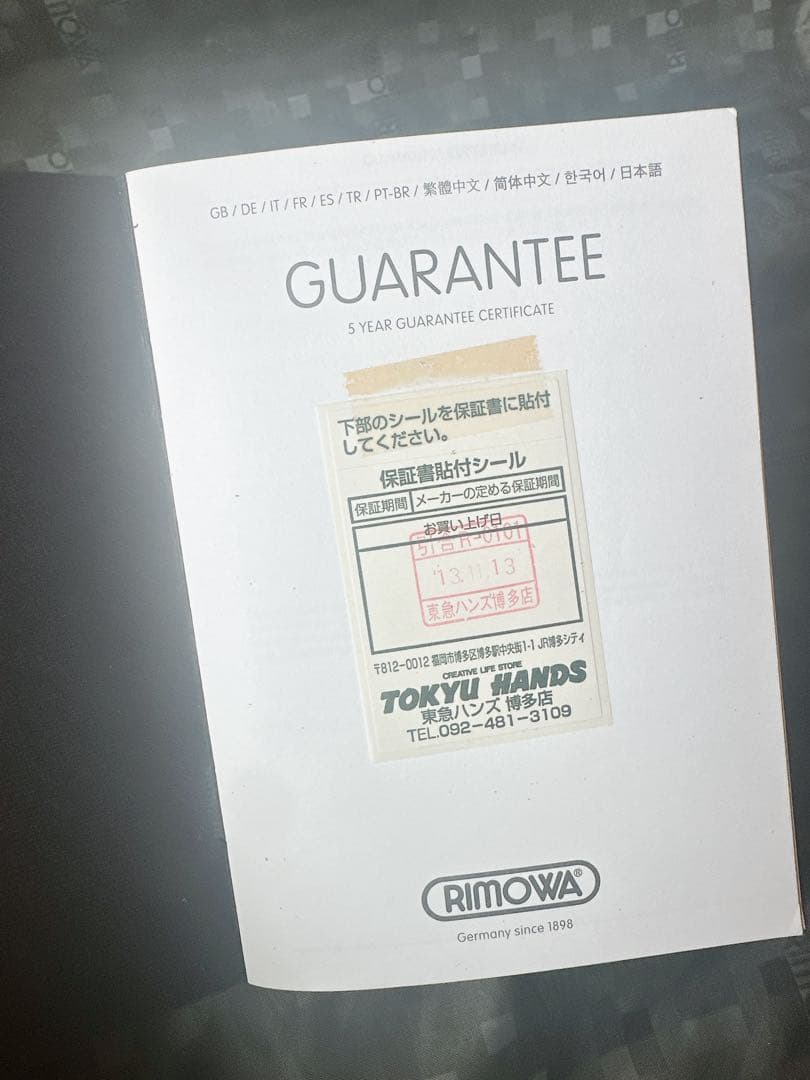 RIMOWA
GB / DE / IT / FR / ES / TR / PT-BR / 繁體中文 / 简体中文 / 한국어 / 日本語
GUARANTEE
5 YEAR GUARANTEE CERTIFICATE
下部のシールを保証書に貼付
してください。
保証書貼付シール
保証期間 メーカーの定める保証期間
お買い上げ日
引合 R-0101
'13.11.13
東急ハンズ博多店
〒812-0012 福岡市博多区博多駅中央街1-1 JR博多シティ
CREATIVE LIFE STORE
TOKYU HANDS
東急ハンズ 博多店
TEL.092-481-3109
RIMOWA®
Germany since 1898